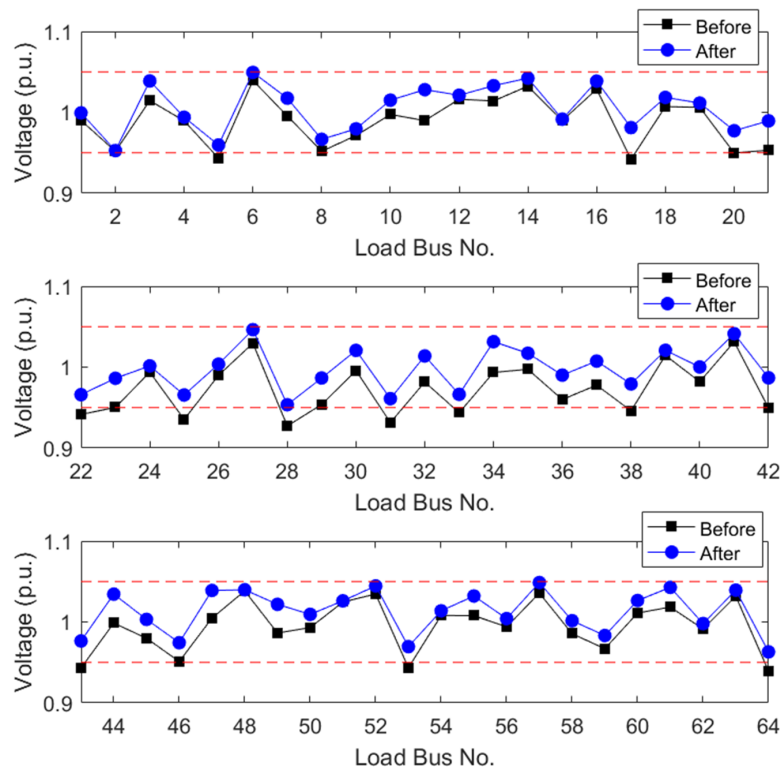 1.1
Before
After
Voltage (p.u.)
1
0.9
2 4 6 8 10 12 14 16 18 20
Load Bus No.
1.1
Before
After
Voltage (p.u.)
1
0.9
22 24 26 28 30 32 34 36 38 40 42
Load Bus No.
1.1
Before
After
Voltage (p.u.)
1
0.9
44 46 48 50 52 54 56 58 60 62 64
Load Bus No.